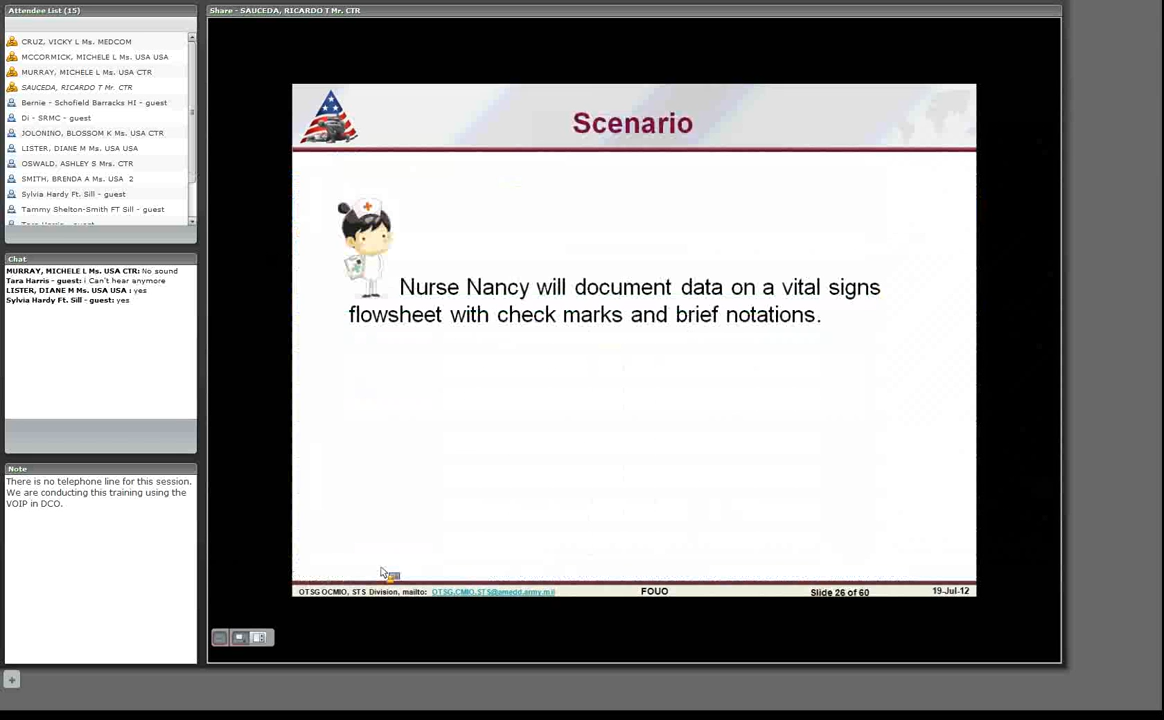 Attendee List (15)
CRUZ, VICKY L Ms. MEDCOM
MCCORMICK, MICHELE L Ms. USA USA
MURRAY, MICHELE L Ms. USA CTR
SAUCEDA, RICARDO T Mr. CTR
Bernie - Schofield Barracks HI - guest
Di - SRMC - guest
JOLONINO, BLOSSOM K Ms. USA CTR
LISTER, DIANE M Ms. USA USA
OSWALD, ASHLEY S Mrs. CTR
SMITH, BRENDA A Ms. USA 2
Sylvia Hardy Ft. Sill - guest
Tammy Shelton-Smith FT Sill - guest
Chat
MURRAY, MICHELE L Ms. USA CTR: No sound
Tara Harris - guest: i Can't hear anymore
LISTER, DIANE M Ms. USA USA : yes
Sylvia Hardy Ft. Sill - guest: yes
Note
There is no telephone line for this session.
We are conducting this training using the
VOIP in DCO.
Share - SAUCEDA, RICARDO T Mr. CTR
Scenario
Nurse Nancy will document data on a vital signs
flowsheet with check marks and brief notations.
OTSG OCMIO, STS Division, mailto: OTSG.CMIO.STS@amedd.army.mil
FOUO
Slide 26 of 60
19-Jul-12